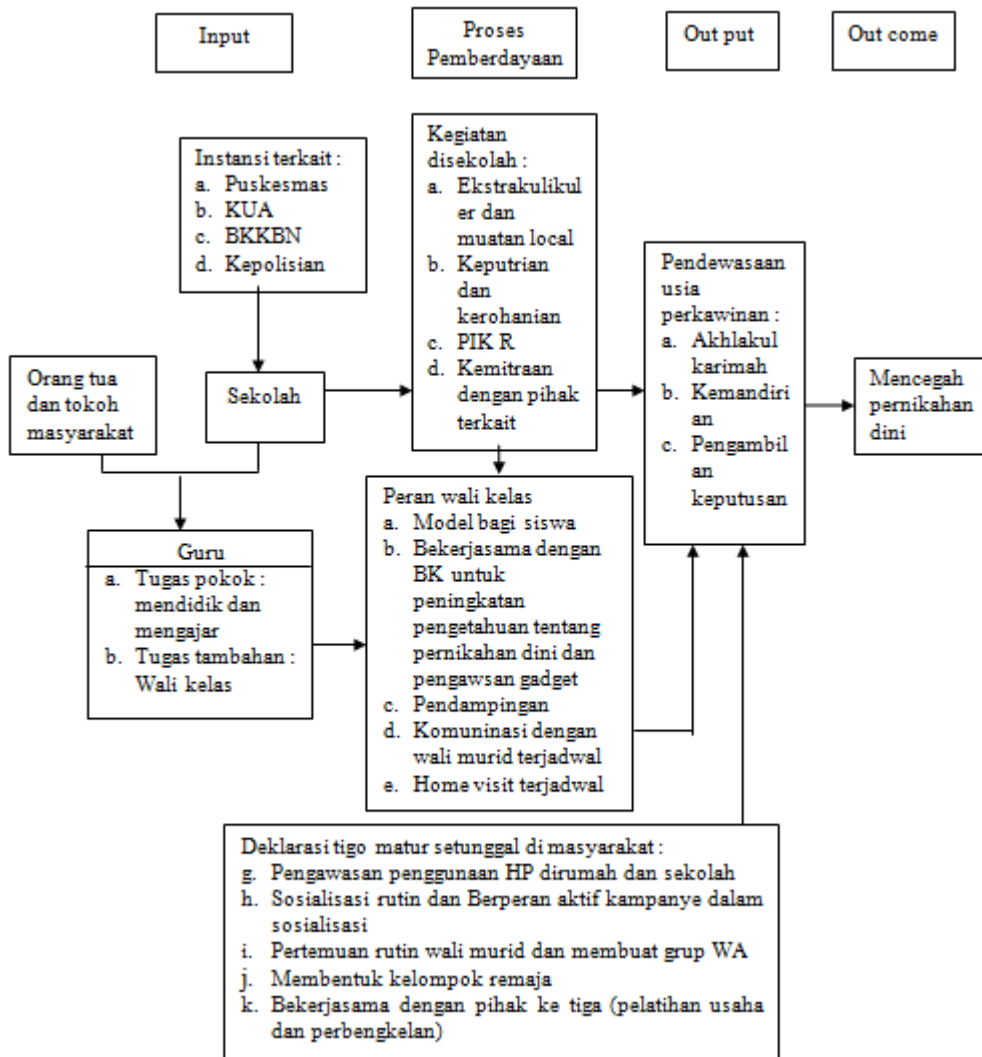 Input
Proses
Pemberdayaan
Out put
Out come
Instansi terkait :
a. Puskesmas
b. KUA
c. BKKBN
d. Kepolisian
Kegiatan
disekolah :
a. Ekstrakulikul
er dan
muatan local
b. Keputrian
dan
kerohanian
c. PIK R
d. Kemitraan
dengan pihak
terkait
Pendewasaan
usia
perkawinan :
a. Akhlakul
karimah
b. Kemandiri
an
c. Pengambil
an
keputusan
Orang tua
dan tokoh
masyarakat
Sekolah
Mencegah
pernikahan
dini
Guru
a. Tugas pokok :
mendidik dan
mengajar
b. Tugas tambahan :
Wali kelas
Peran wali kelas
a. Model bagi siswa
b. Bekerjasama dengan
BK untuk
peningkatan
pengetahuan tentang
pernikahan dini dan
pengawsan gadget
c. Pendampingan
d. Komuninasi dengan
wali murid terjadwal
e. Home visit terjadwal
Deklarasi tigo matur setunggal di masyarakat :
g. Pengawasan penggunaan HP dirumah dan sekolah
h. Sosialisasi rutin dan Berperan aktif kampanye dalam
sosialisasi
i. Pertemuan rutin wali murid dan membuat grup WA
j. Membentuk kelompok remaja
k. Bekerjasama dengan pihak ke tiga (pelatihan usaha
dan perbengkelan)